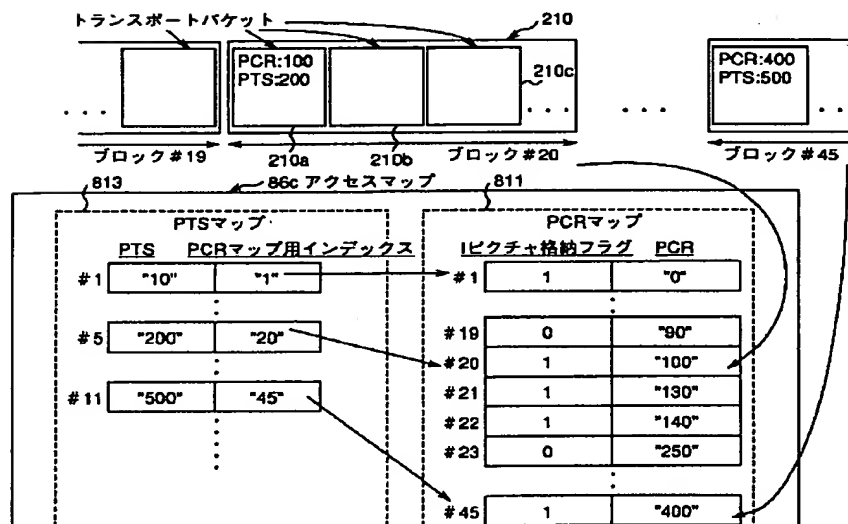 トランスポートパケット
210
PCR:100
PTS:200
210c
PCR:400
PTS:500
・・・
・・・
・・・
・・・
ブロック#19
210a
210b
ブロック#20
ブロック#45
813
86c アクセスマップ
811
PTSマップ
PTS PCRマップ用インデックス
#1 "10" "1"
#5 "200" "20"
#11 "500" "45"
PCRマップ
Iピクチャ格納フラグ PCR
#1 1 "0"
#19 0 "90"
#20 1 "100"
#21 1 "130"
#22 1 "140"
#23 0 "250"
#45 1 "400"